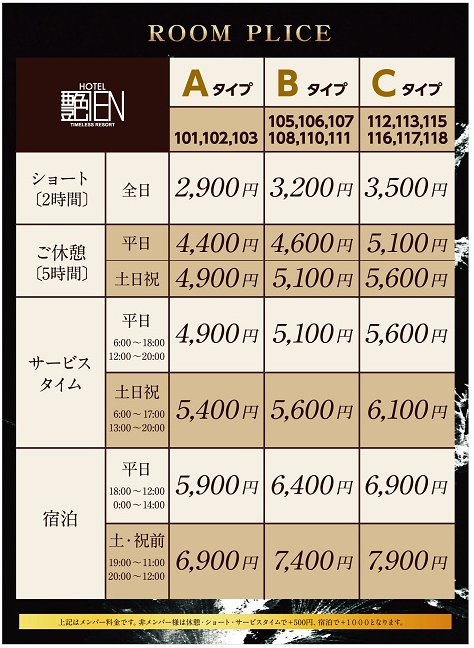 ROOM PLICE
HOTEL
艶EN
TIMELESS RESORT
Aタイプ
Bタイプ
Cタイプ
101,102,103
105,106,107
108,110,111
112,113,115
116,117,118
ショート
〔2時間〕
全日
2,900円
3,200円
3,500円
ご休憩
〔5時間〕
平日
4,400円
4,600円
5,100円
土日祝
4,900円
5,100円
5,600円
サービス
タイム
平日
6:00〜18:00
12:00〜20:00
4,900円
5,100円
5,600円
土日祝
6:00〜17:00
13:00〜20:00
5,400円
5,600円
6,100円
宿泊
平日
18:00〜12:00
0:00〜14:00
5,900円
6,400円
6,900円
土・祝前
19:00〜11:00
20:00〜12:00
6,900円
7,400円
7,900円
上記はメンバー料金です。非メンバー様は休憩・ショート・サービスタイムで+500円、宿泊で+1000となります。